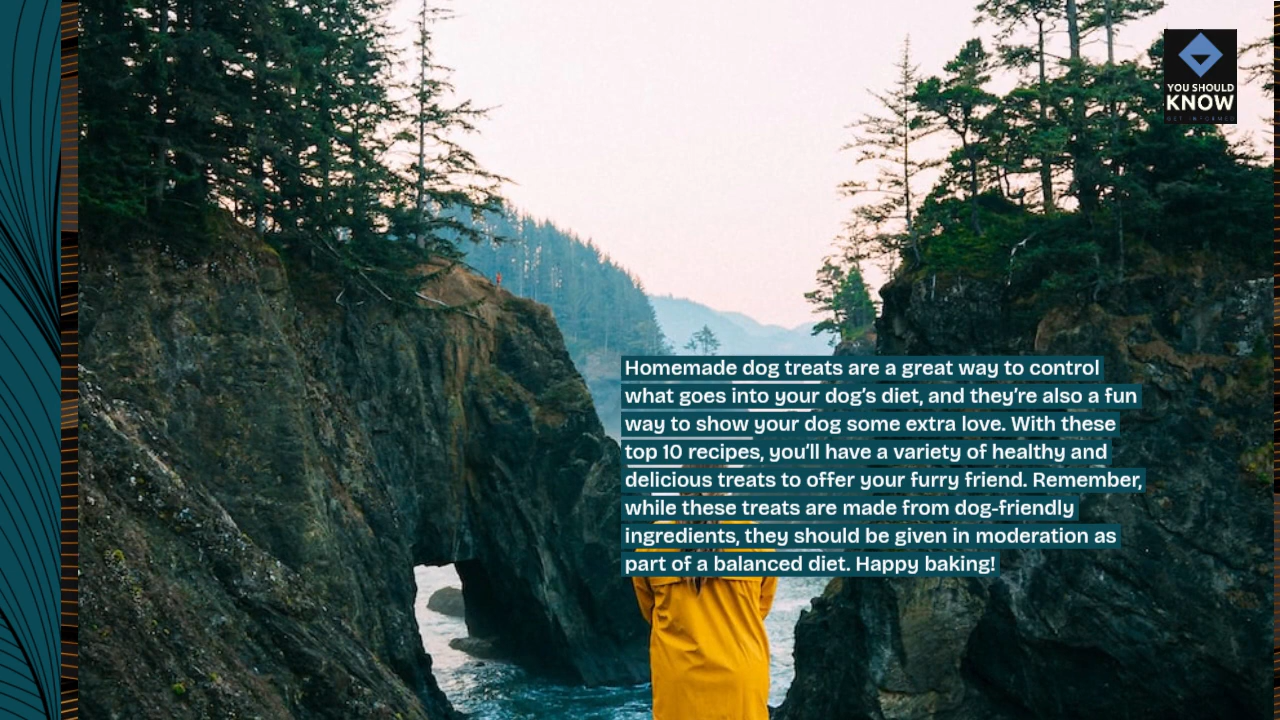 YOU SHOULD
KNOW
GET INFORMED
Homemade dog treats are a great way to control
what goes into your dog’s diet, and they’re also a fun
way to show your dog some extra love. With these
top 10 recipes, you’ll have a variety of healthy and
delicious treats to offer your furry friend. Remember,
while these treats are made from dog-friendly
ingredients, they should be given in moderation as
part of a balanced diet. Happy baking!